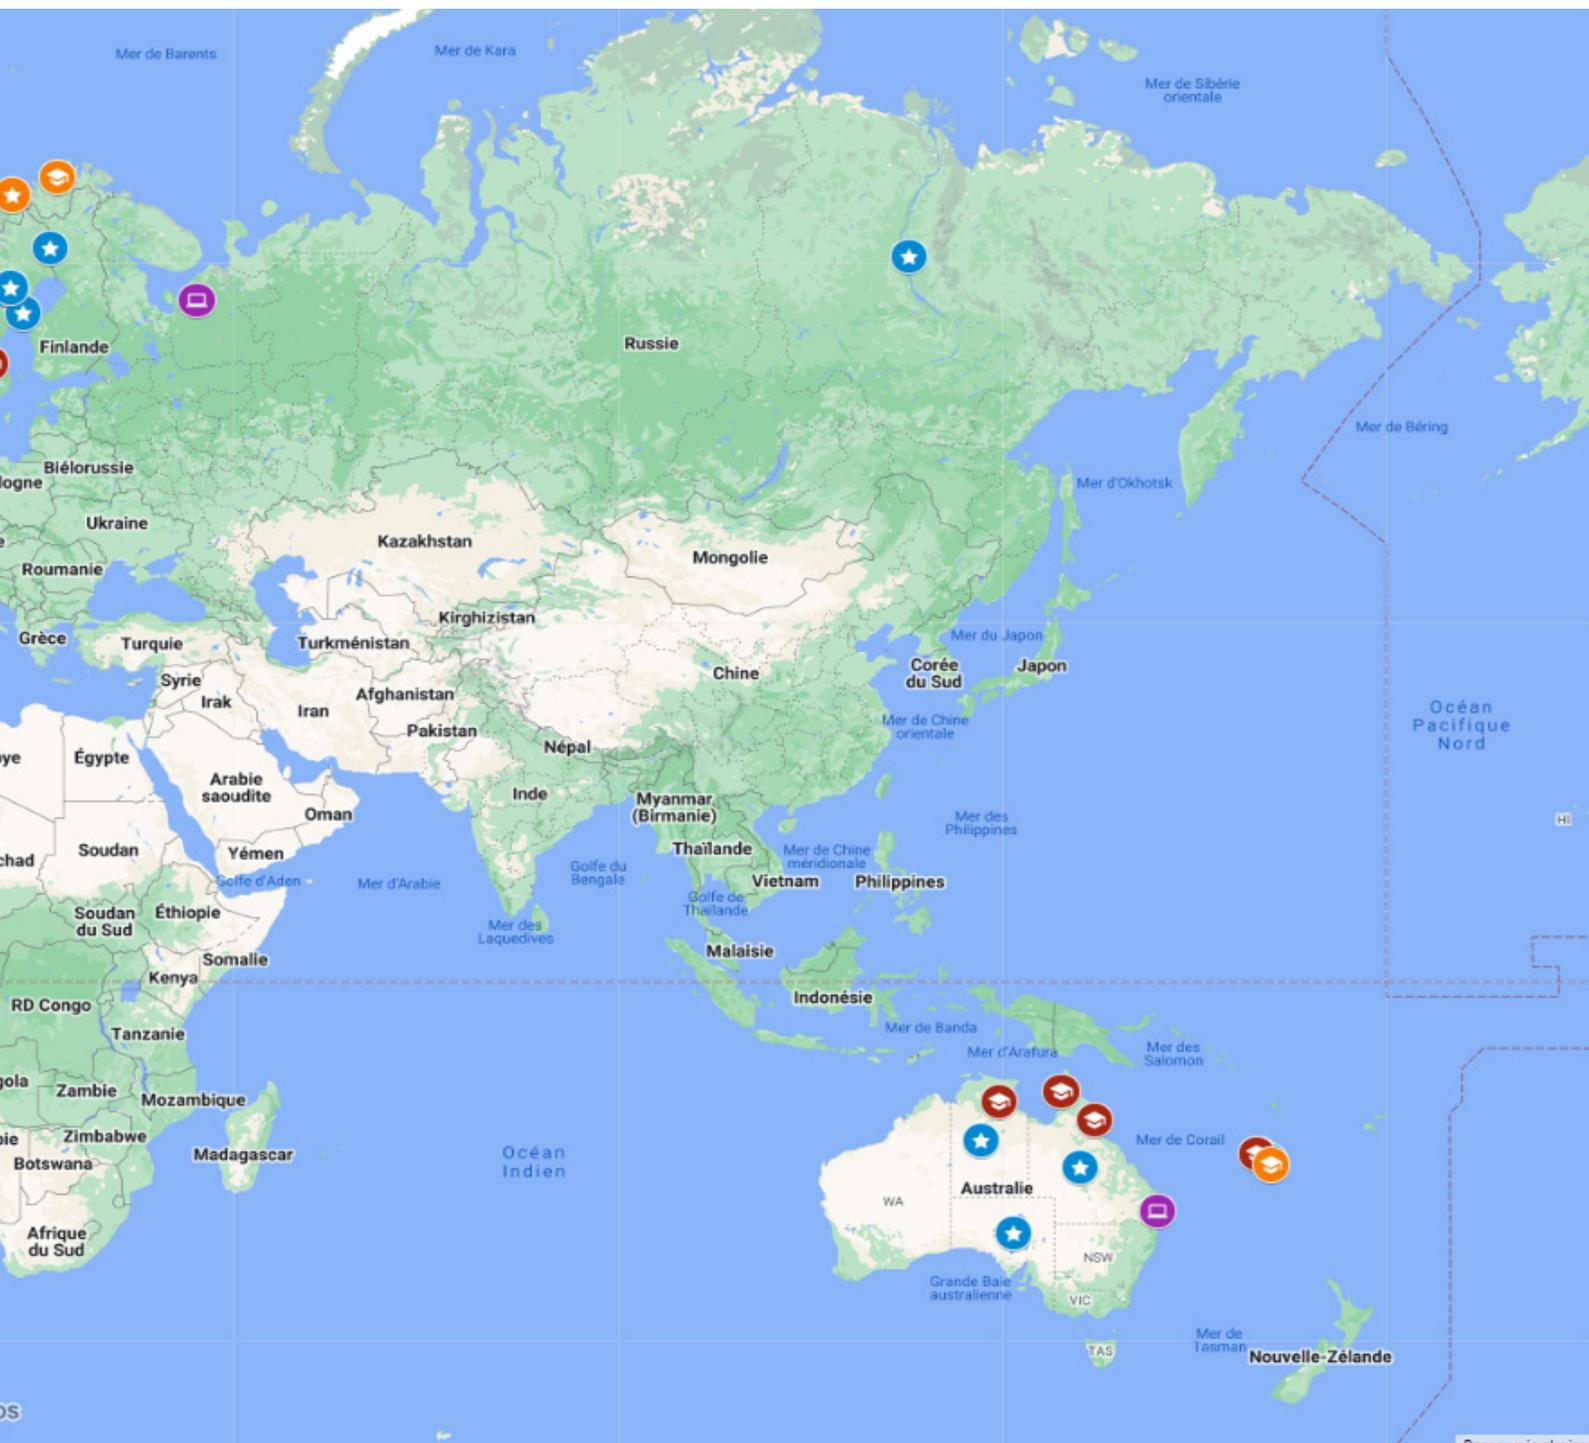 Mer de Barents
Mer de Kara
Mer de Sibérie
orientale
Finlande
Russie
Mer de Béring
Biélorussie
logne
Mer d'Okhotsk
Ukraine
e
Kazakhstan
Mongolie
Roumanie
Kirghizistan
Grèce
Turquie
Turkménistan
Mer du Japon
Corée
du Sud
Japon
Chine
Syrie
Irak
Afghanistan
Iran
Pakistan
Mer de Chine
orientale
Océan
Pacifique
Nord
Népal
ye
Égypte
Arabie
saoudite
Inde
Oman
Myanmar
(Birmanie)
HI
Mer des
Philippines
Soudan
Yémen
Thaïlande
Mer de Chine
méridionale
chad
Golfe d'Aden
Mer d'Arabie
Golfe du
Bengale
Vietnam
Philippines
Golfe de
Thaïlande
Soudan
du Sud
Éthiopie
Mer des
Laquedives
Somalie
Malaisie
Kenya
RD Congo
Indonésie
Tanzanie
Mer de Banda
Mer d'Arafura
Mer des
Salomon
gola
Zambie
Mozambique
bie
Zimbabwe
Mer de Corail
Botswana
Madagascar
Océan
Indien
Australie
WA
Afrique
du Sud
NSW
Grande Baie
australienne
VIC
Mer de
Tasman
TAS
Nouvelle-Zélande
os